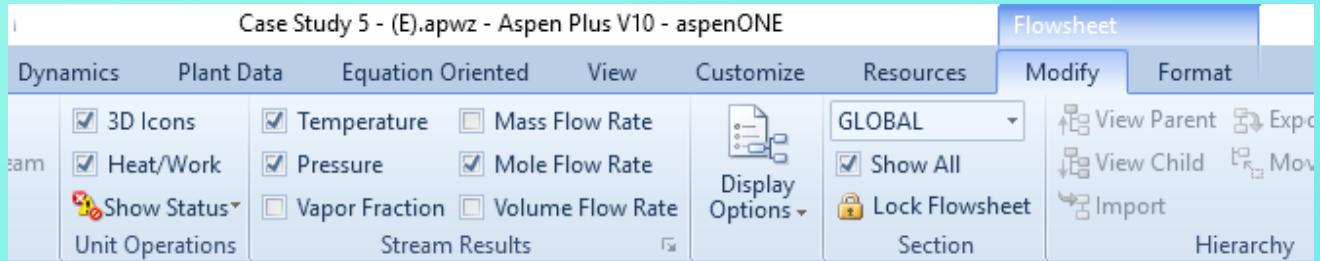 Case Study 5 - (E).apwz - Aspen Plus V10 - aspenONE
Flowsheet
Dynamics Plant Data Equation Oriented View Customize Resources Modify Format
3D Icons Temperature Mass Flow Rate GLOBAL View Parent
Heat/Work Pressure Mole Flow Rate Show All View Child
Show Status Vapor Fraction Volume Flow Rate Display Options Lock Flowsheet Import
Unit Operations Stream Results Section Hierarchy